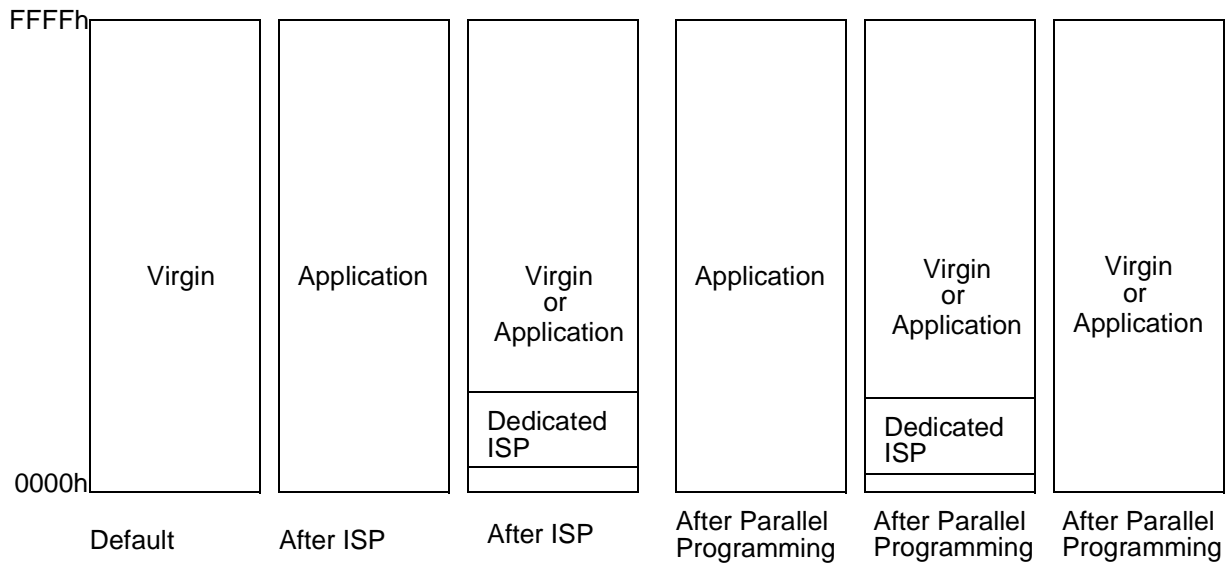 FFFFh
Virgin
Application
Virgin
or
Application
Dedicated
ISP
Application
Virgin
or
Application
Dedicated
ISP
Virgin
or
Application
0000h
Default
After ISP
After ISP
After Parallel
Programming
After Parallel
Programming
After Parallel
Programming